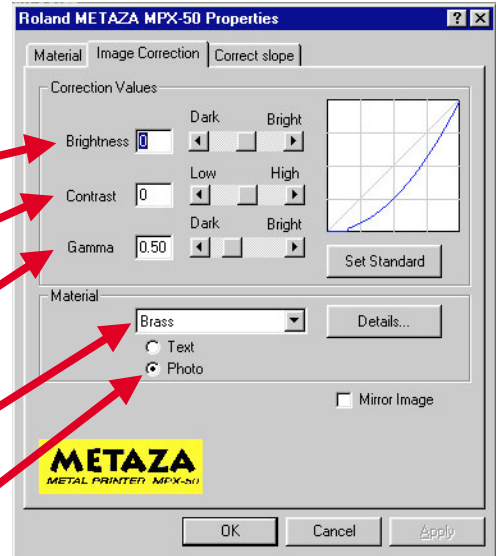 Roland METAZA MPX-50 Properties
Material Image Correction Correct slope
Correction Values
Dark Bright
Brightness 0
Low High
Contrast 0
Dark Bright
Gamma 0.50
Set Standard
Material
Brass Details...
Text
Photo
Mirror Image
METAZA
METAL PRINTER MPX-50
OK Cancel Apply